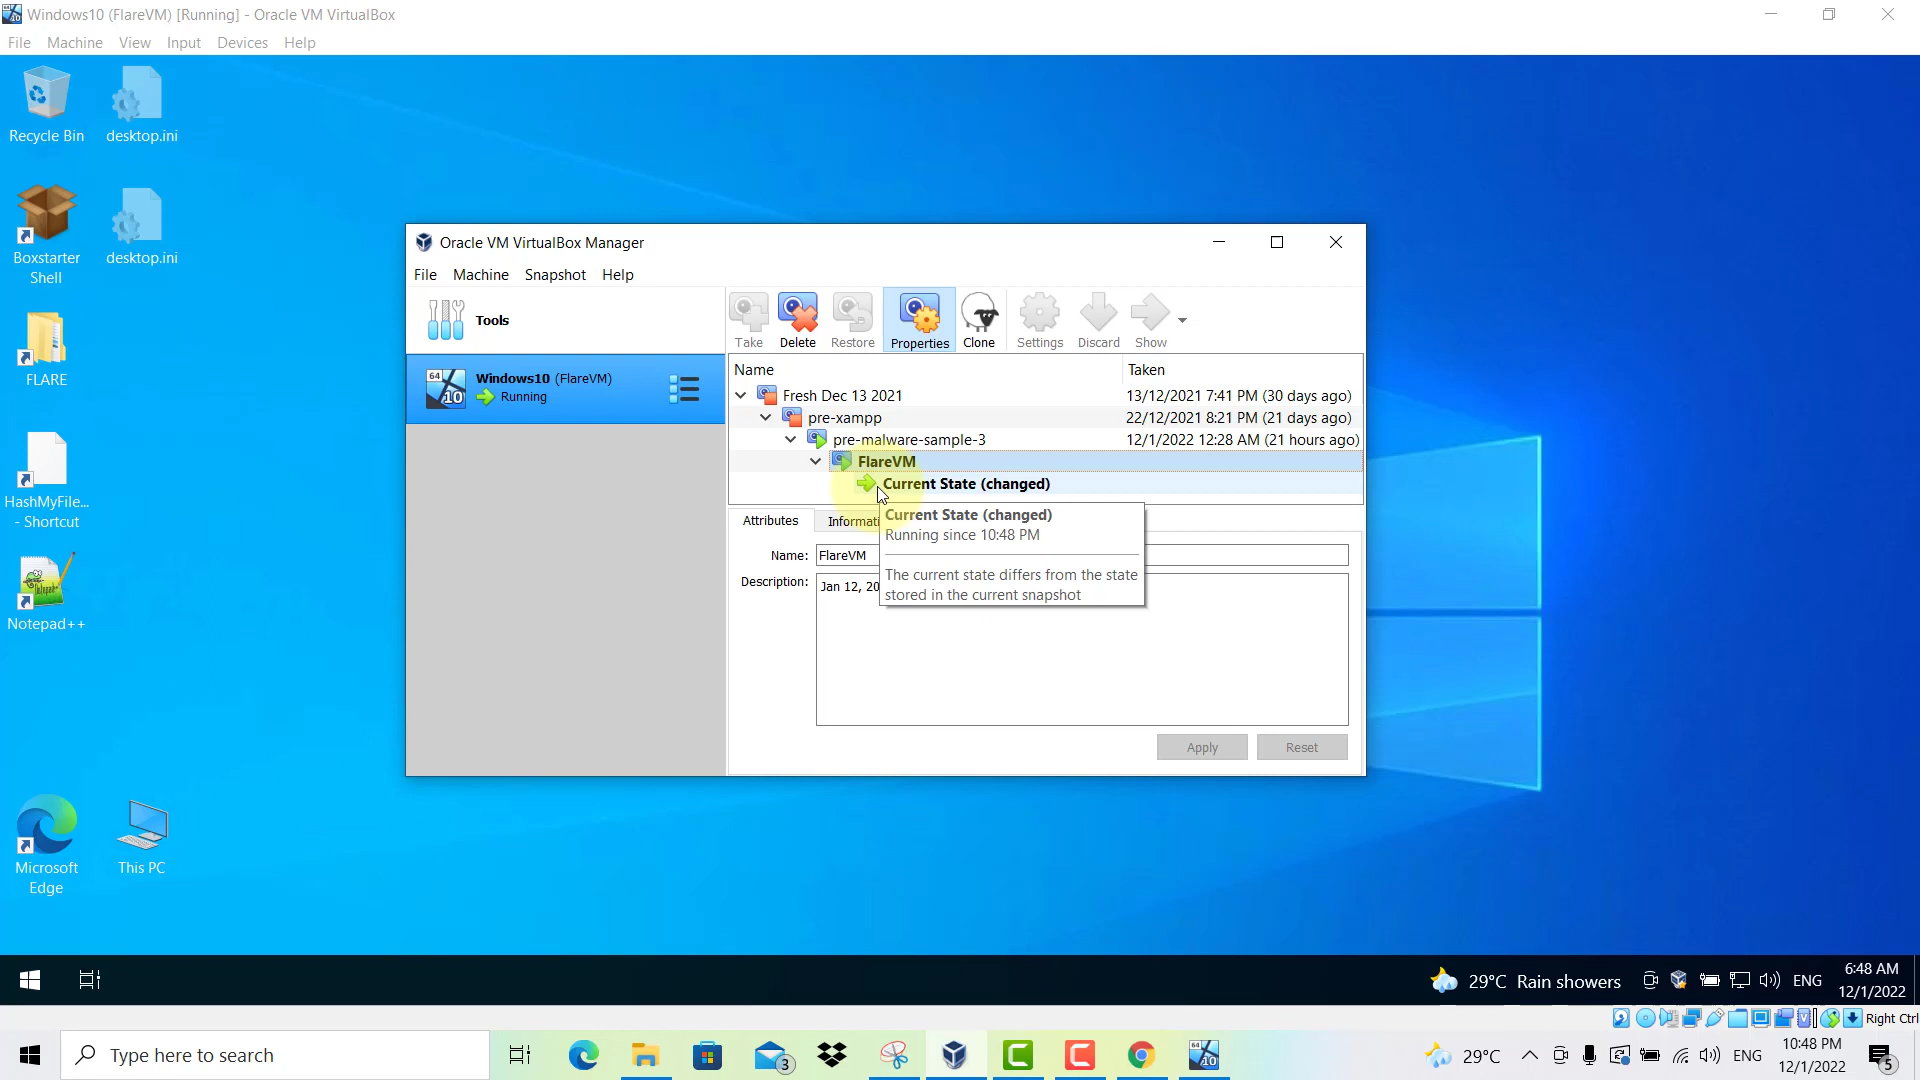 Windows10 (FlareVM) [Running] - Oracle VM VirtualBox
File Machine View Input Devices Help
Recycle Bin
desktop.ini
Boxstarter
Shell
desktop.ini
FLARE
HashMyFile...
- Shortcut
Notepad++
Microsoft
Edge
This PC
Oracle VM VirtualBox Manager
File Machine Snapshot Help
Tools
64
10
Windows10 (FlareVM)
Running
Take Delete Restore Properties Clone Settings Discard Show
Name Taken
Fresh Dec 13 2021 13/12/2021 7:41 PM (30 days ago)
pre-xampp 22/12/2021 8:21 PM (21 days ago)
pre-malware-sample-3 12/1/2022 12:28 AM (21 hours ago)
FlareVM
Current State (changed)
Attributes Informati
Current State (changed)
Running since 10:48 PM
The current state differs from the state
stored in the current snapshot
Name: FlareVM
Description: Jan 12, 20
Apply Reset
29°C Rain showers ENG 6:48 AM
12/1/2022
Right Ctrl
Type here to search
3
64
10
29°C ENG 10:48 PM
12/1/2022
5